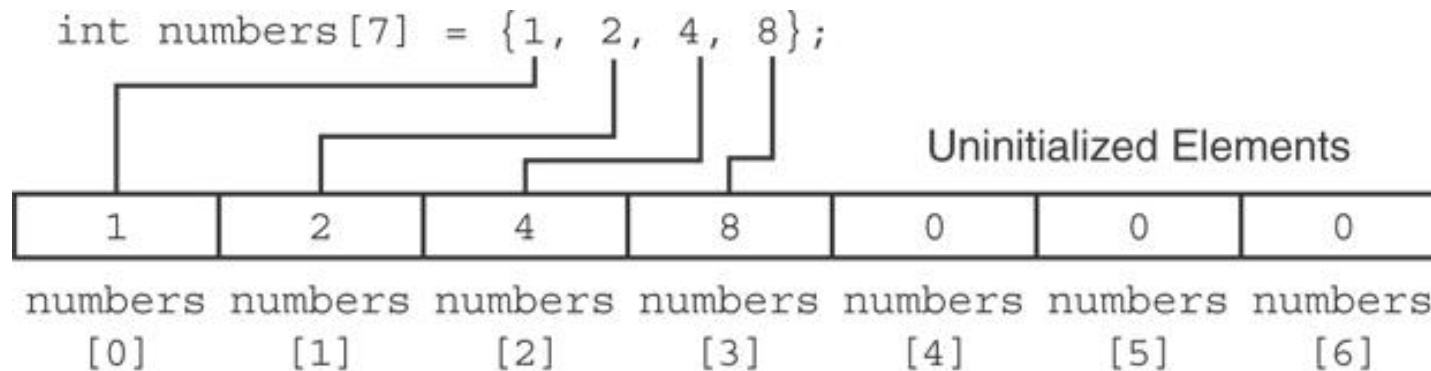 int numbers[7] = {1, 2, 4, 8};
Uninitialized Elements
1 2 4 8 0 0 0
numbers numbers numbers numbers numbers numbers numbers
[0] [1] [2] [3] [4] [5] [6]